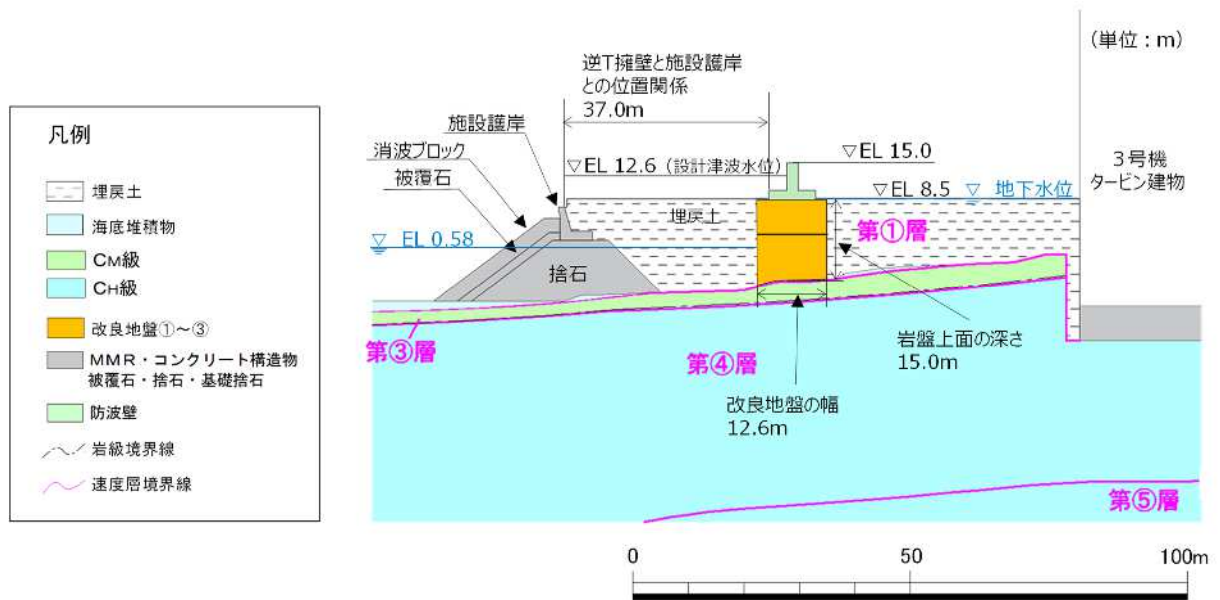 (単位：m)
逆T擁壁と施設護岸
との位置関係
37.0m
施設護岸
消波ブロック
被覆石
▽EL 12.6 (設計津波水位)
▽EL 15.0
▽EL 8.5
▽ 地下水位
3号機
タービン建物
埋戻土
第①層
▽ EL 0.58
捨石
第③層
第④層
岩盤上面の深さ
15.0m
改良地盤の幅
12.6m
第⑤層
凡例
埋戻土
海底堆積物
CM級
CH級
改良地盤①～③
MMR・コンクリート構造物
被覆石・捨石・基礎捨石
防波壁
岩級境界線
速度層境界線
0
50
100m